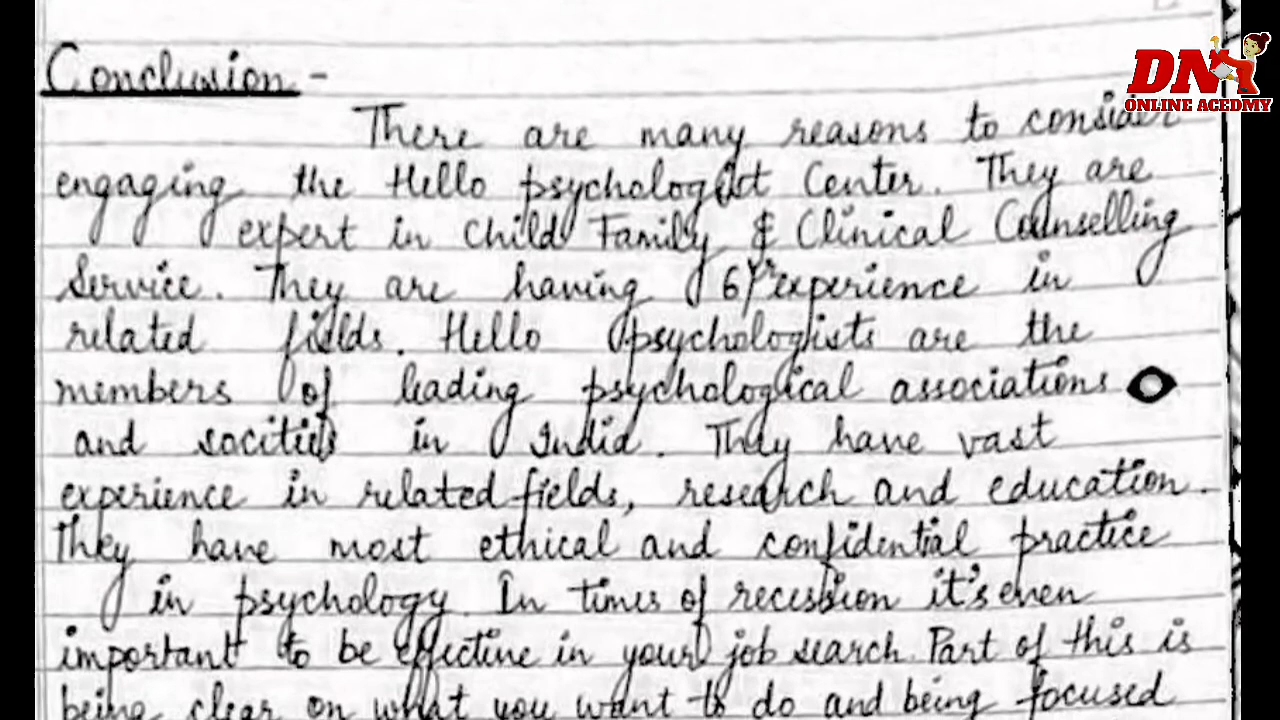 Conclusion -
DN
ONLINE ACEDMY
There are many reasons to consider
engaging the Hello psychologist Center. They are
expert in Child Family & Clinical Counselling
Service. They are having 6yr experience in
related fields. Hello psychologists are the
members of leading psychological associations
and socities in India. They have vast
experience in related fields, research and education.
They have most ethical and confidential practice
in psychology. In times of recession it's even
important to be effective in your job search. Part of this is
being clear on what you want to do and being focused